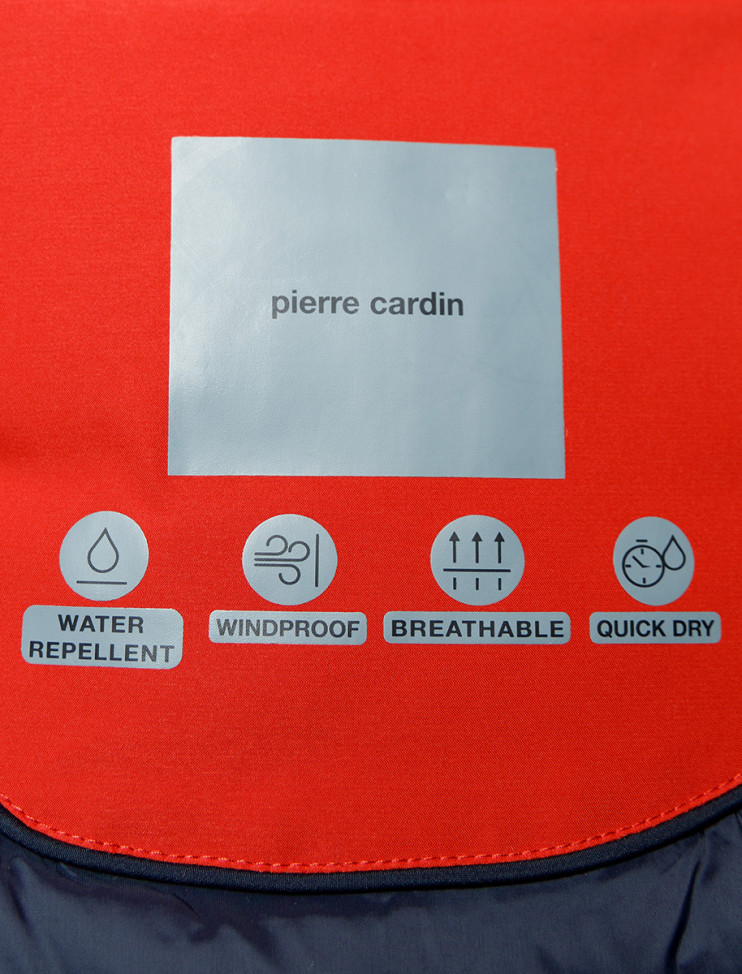 pierre cardin
WATER
REPELLENT
WINDPROOF
BREATHABLE
QUICK DRY